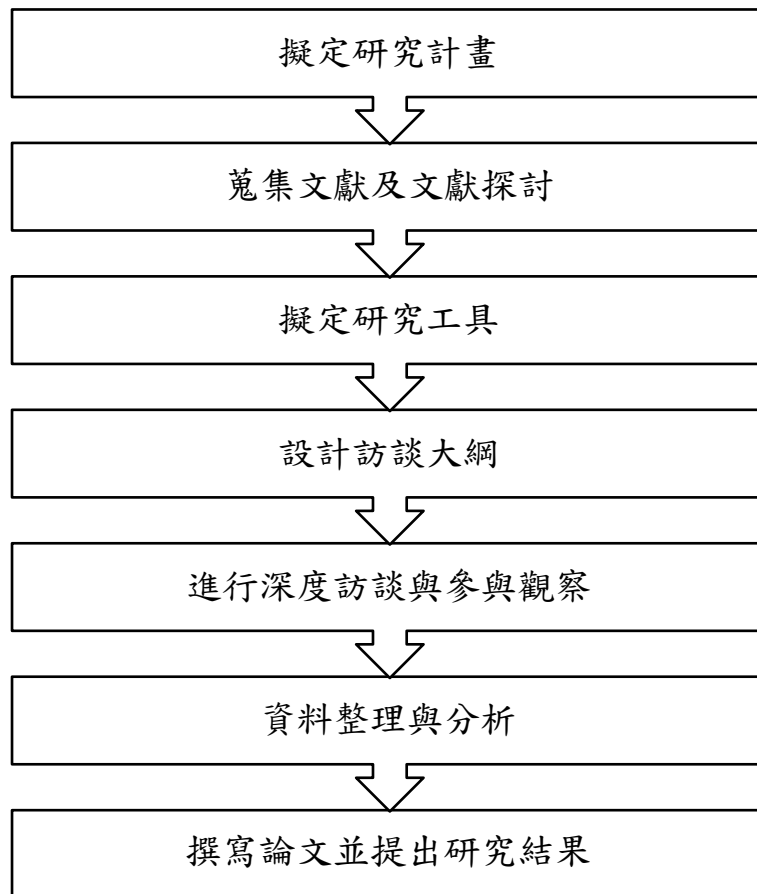 擬定研究計畫
蒐集文獻及文獻探討
擬定研究工具
設計訪談大綱
進行深度訪談與參與觀察
資料整理與分析
撰寫論文並提出研究結果